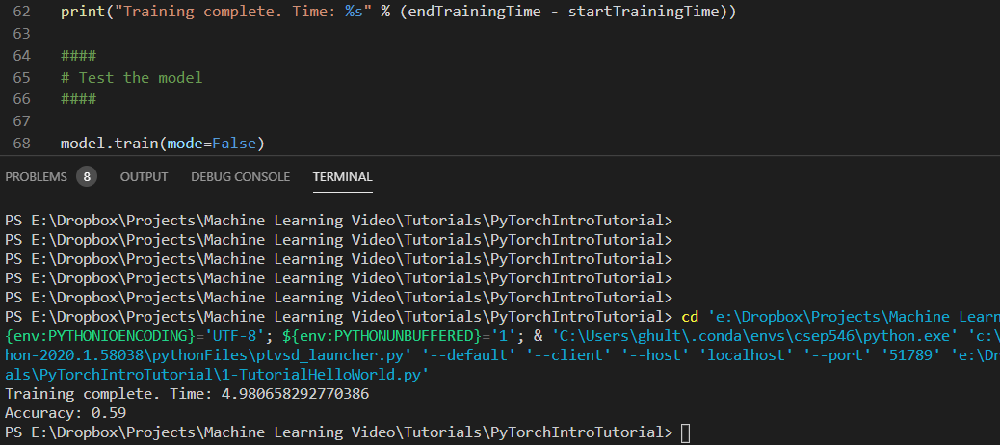 62 print("Training complete. Time: %s" % (endTrainingTime - startTrainingTime))
63
64 ####
65 # Test the model
66 ####
67
68 model.train(mode=False)
PROBLEMS 8 OUTPUT DEBUG CONSOLE TERMINAL
PS E:\Dropbox\Projects\Machine Learning Video\Tutorials\PyTorchIntroTutorial>
PS E:\Dropbox\Projects\Machine Learning Video\Tutorials\PyTorchIntroTutorial>
PS E:\Dropbox\Projects\Machine Learning Video\Tutorials\PyTorchIntroTutorial>
PS E:\Dropbox\Projects\Machine Learning Video\Tutorials\PyTorchIntroTutorial>
PS E:\Dropbox\Projects\Machine Learning Video\Tutorials\PyTorchIntroTutorial>
PS E:\Dropbox\Projects\Machine Learning Video\Tutorials\PyTorchIntroTutorial> cd 'e:\Dropbox\Projects\Machine Learn
{env:PYTHONIOENCODING}='UTF-8'; ${env:PYTHONUNBUFFERED}='1'; & 'C:\Users\ghult\.conda\envs\csep546\python.exe' 'c:\
hon-2020.1.58038\pythonFiles\ptvsd_launcher.py' '--default' '--client' '--host' 'localhost' '--port' '51789' 'e:\Dr
als\PyTorchIntroTutorial\1-TutorialHelloWorld.py'
Training complete. Time: 4.980658292770386
Accuracy: 0.59
PS E:\Dropbox\Projects\Machine Learning Video\Tutorials\PyTorchIntroTutorial>